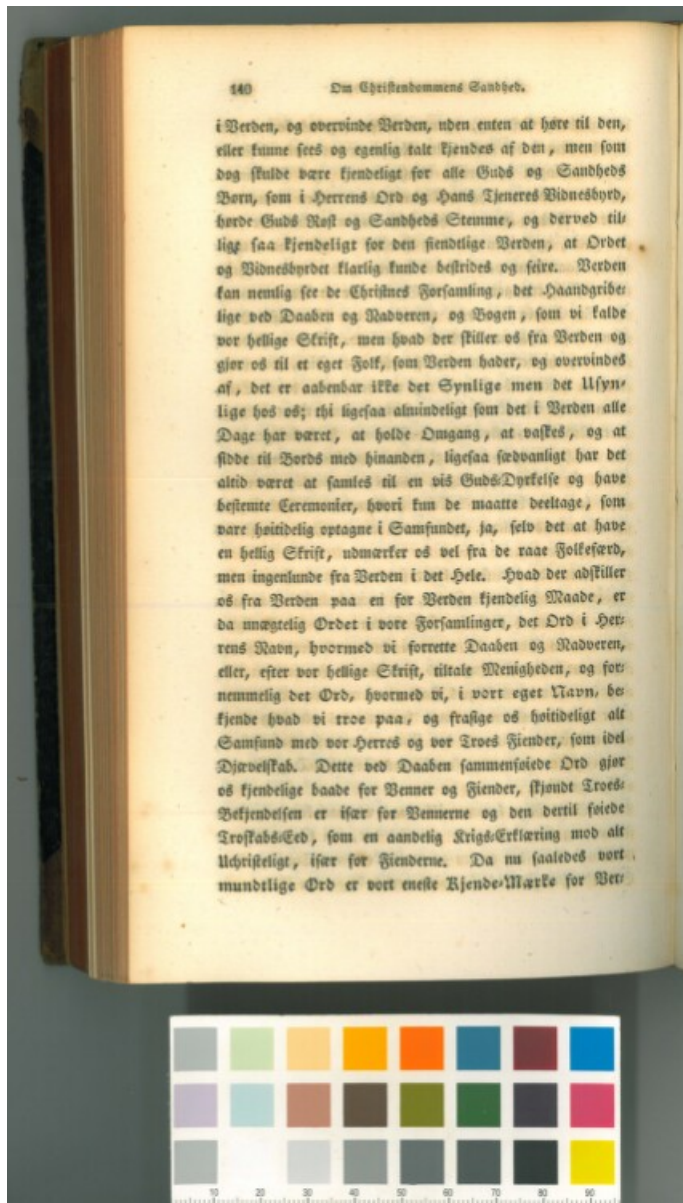 140 Om Christendommens Sandhed.
i Verden, og overvinde Verden, uden enten at høre til den,
eller kunne sees og egenlig talt kjendes af den, men som
dog skulde være kjendeligt for alle Guds og Sandheds
Børn, som i Herrens Ord og Hans Tjeneres Vidnesbyrd,
hørde Guds Røst og Sandheds Stemme, og derved til-
lige saa kjendeligt for den fiendtlige Verden, at Ordet
og Vidnesbyrdet klarlig kunde bestrides og seire. Verden
kan nemlig see de Christnes Forsamling, det Haandgribe-
lige ved Daaben og Nadveren, og Bogen, som vi kalde
vor hellige Skrift, men hvad der skiller os fra Verden og
gjør os til et eget Folk, som Verden hader, og overvindes
af, det er aabenbar ikke det Synlige men det Usyn-
lige hos os; thi ligesaa almindeligt som det i Verden alle
Dage har været, at holde Omgang, at vaskes, og at
sidde til Bords med hinanden, ligesaa sædvanligt har det
altid været at samles til en vis Guds-Dyrkelse og have
bestemte Ceremonier, hvori kun de maatte deeltage, som
vare høitidelig optagne i Samfundet, ja, selv det at have
en hellig Skrift, udmærker os vel fra de raae Folkefærd,
men ingenlunde fra Verden i det Hele. Hvad der adskiller
os fra Verden paa en for Verden kjendelig Maade, er
da unægtelig Ordet i vore Forsamlinger, det Ord i Her-
rens Navn, hvormed vi forrette Daaben og Nadveren,
eller, efter vor hellige Skrift, tiltale Menigheden, og for-
nemmelig det Ord, hvormed vi, i vort eget Navn, be-
kjende hvad vi troe paa, og frasige os høitideligt alt
Samfund med vor Herres og vor Troes Fiender, som idel
Djævelskab. Dette ved Daaben sammenføiede Ord gjør
os kjendelige baade for Venner og Fiender, skjøndt Troes-
Bekjendelsen er især for Vennerne og den dertil føiede
Troskabs-Eed, som en aandelig Krigs-Erklæring mod alt
Uchristeligt, især for Fienderne. Da nu saaledes vort
mundtlige Ord er vort eneste Kjende-Mærke for Ver-
10 20 30 40 50 60 70 80 90